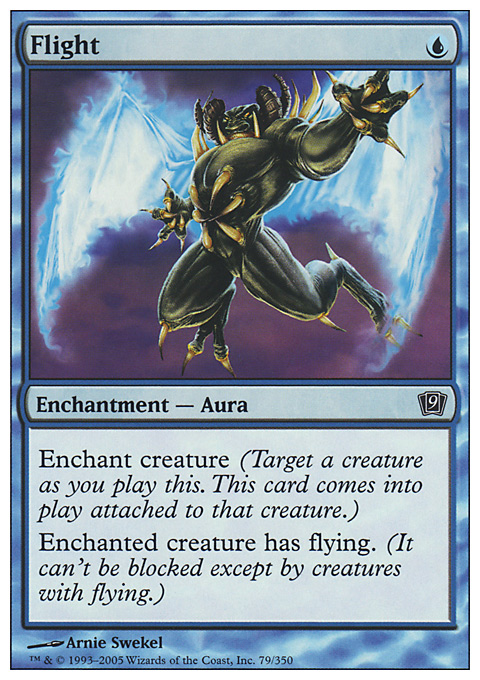 Flight
Enchantment — Aura
9
Enchant creature (Target a creature
as you play this. This card comes into
play attached to that creature.)
Enchanted creature has flying. (It
can't be blocked except by creatures
with flying.)
Arnie Swekel
™ & © 1993–2005 Wizards of the Coast, Inc. 79/350